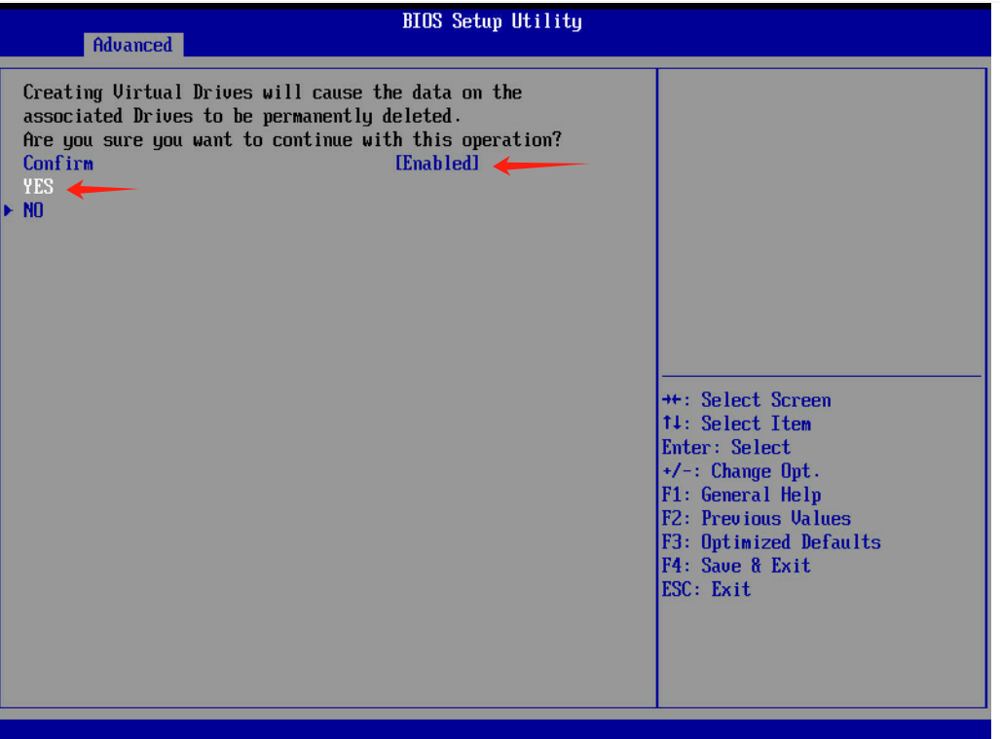 BIOS Setup Utility
Advanced
Creating Virtual Drives will cause the data on the
associated Drives to be permanently deleted.
Are you sure you want to continue with this operation?
Confirm [Enabled]
YES
▶ NO
→←: Select Screen
↑↓: Select Item
Enter: Select
+/-: Change Opt.
F1: General Help
F2: Previous Values
F3: Optimized Defaults
F4: Save & Exit
ESC: Exit